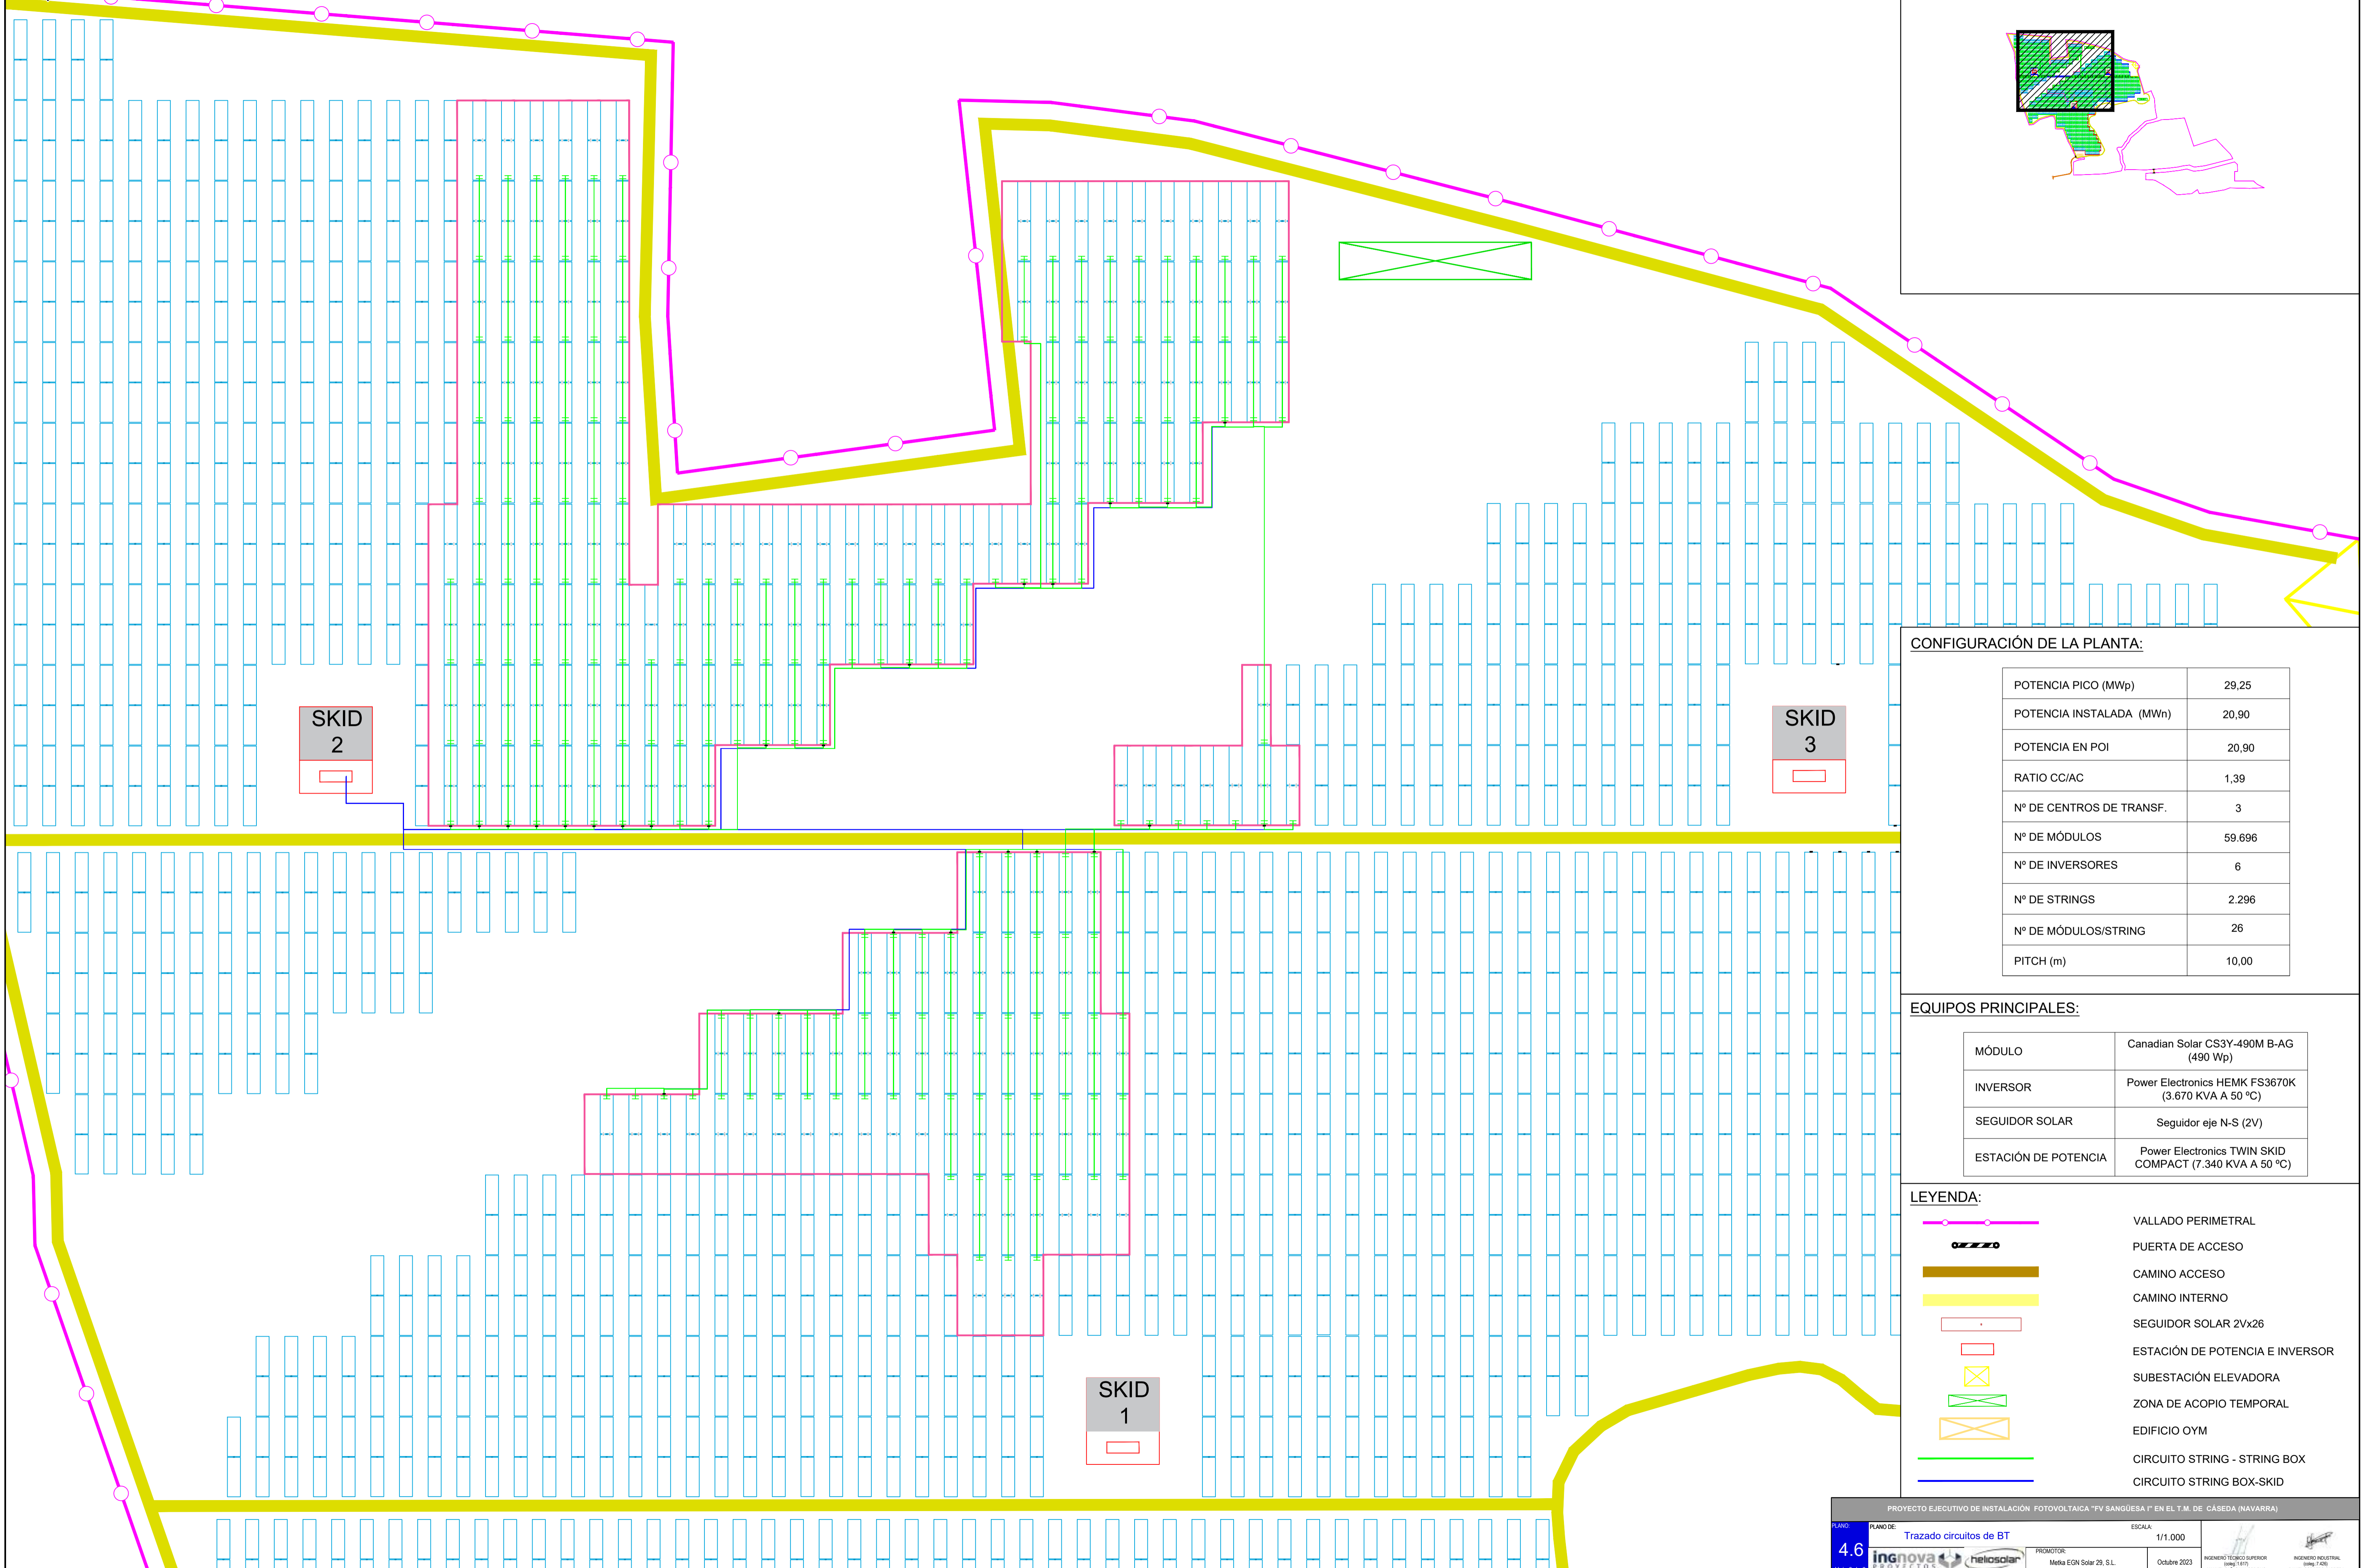 SKID
2
SKID
3
SKID
1
CONFIGURACIÓN DE LA PLANTA:
POTENCIA PICO (MWp) 29,25
POTENCIA INSTALADA (MWn) 20,90
POTENCIA EN POI 20,90
RATIO CC/AC 1,39
Nº DE CENTROS DE TRANSF. 3
Nº DE MÓDULOS 59.696
Nº DE INVERSORES 6
Nº DE STRINGS 2.296
Nº DE MÓDULOS/STRING 26
PITCH (m) 10,00
EQUIPOS PRINCIPALES:
MÓDULO Canadian Solar CS3Y-490M B-AG
(490 Wp)
INVERSOR Power Electronics HEMK FS3670K
(3.670 KVA A 50 ºC)
SEGUIDOR SOLAR Seguidor eje N-S (2V)
ESTACIÓN DE POTENCIA Power Electronics TWIN SKID
COMPACT (7.340 KVA A 50 ºC)
LEYENDA:
VALLADO PERIMETRAL
PUERTA DE ACCESO
CAMINO ACCESO
CAMINO INTERNO
SEGUIDOR SOLAR 2Vx26
ESTACIÓN DE POTENCIA E INVERSOR
SUBESTACIÓN ELEVADORA
ZONA DE ACOPIO TEMPORAL
EDIFICIO OYM
CIRCUITO STRING - STRING BOX
CIRCUITO STRING BOX-SKID
PROYECTO EJECUTIVO DE INSTALACIÓN FOTOVOLTAICA "FV SANGÜESA I" EN EL T.M. DE CÁSEDA (NAVARRA)
PLANO:
4.6
PLANO DE:
Trazado circuitos de BT
ESCALA:
1/1.000
ingnova
PROYECTOS
heliosolar
PROMOTOR:
Metka EGN Solar 29, S.L.
Octubre 2023
INGENIERO TÉCNICO SUPERIOR
INGENIERO INDUSTRIAL